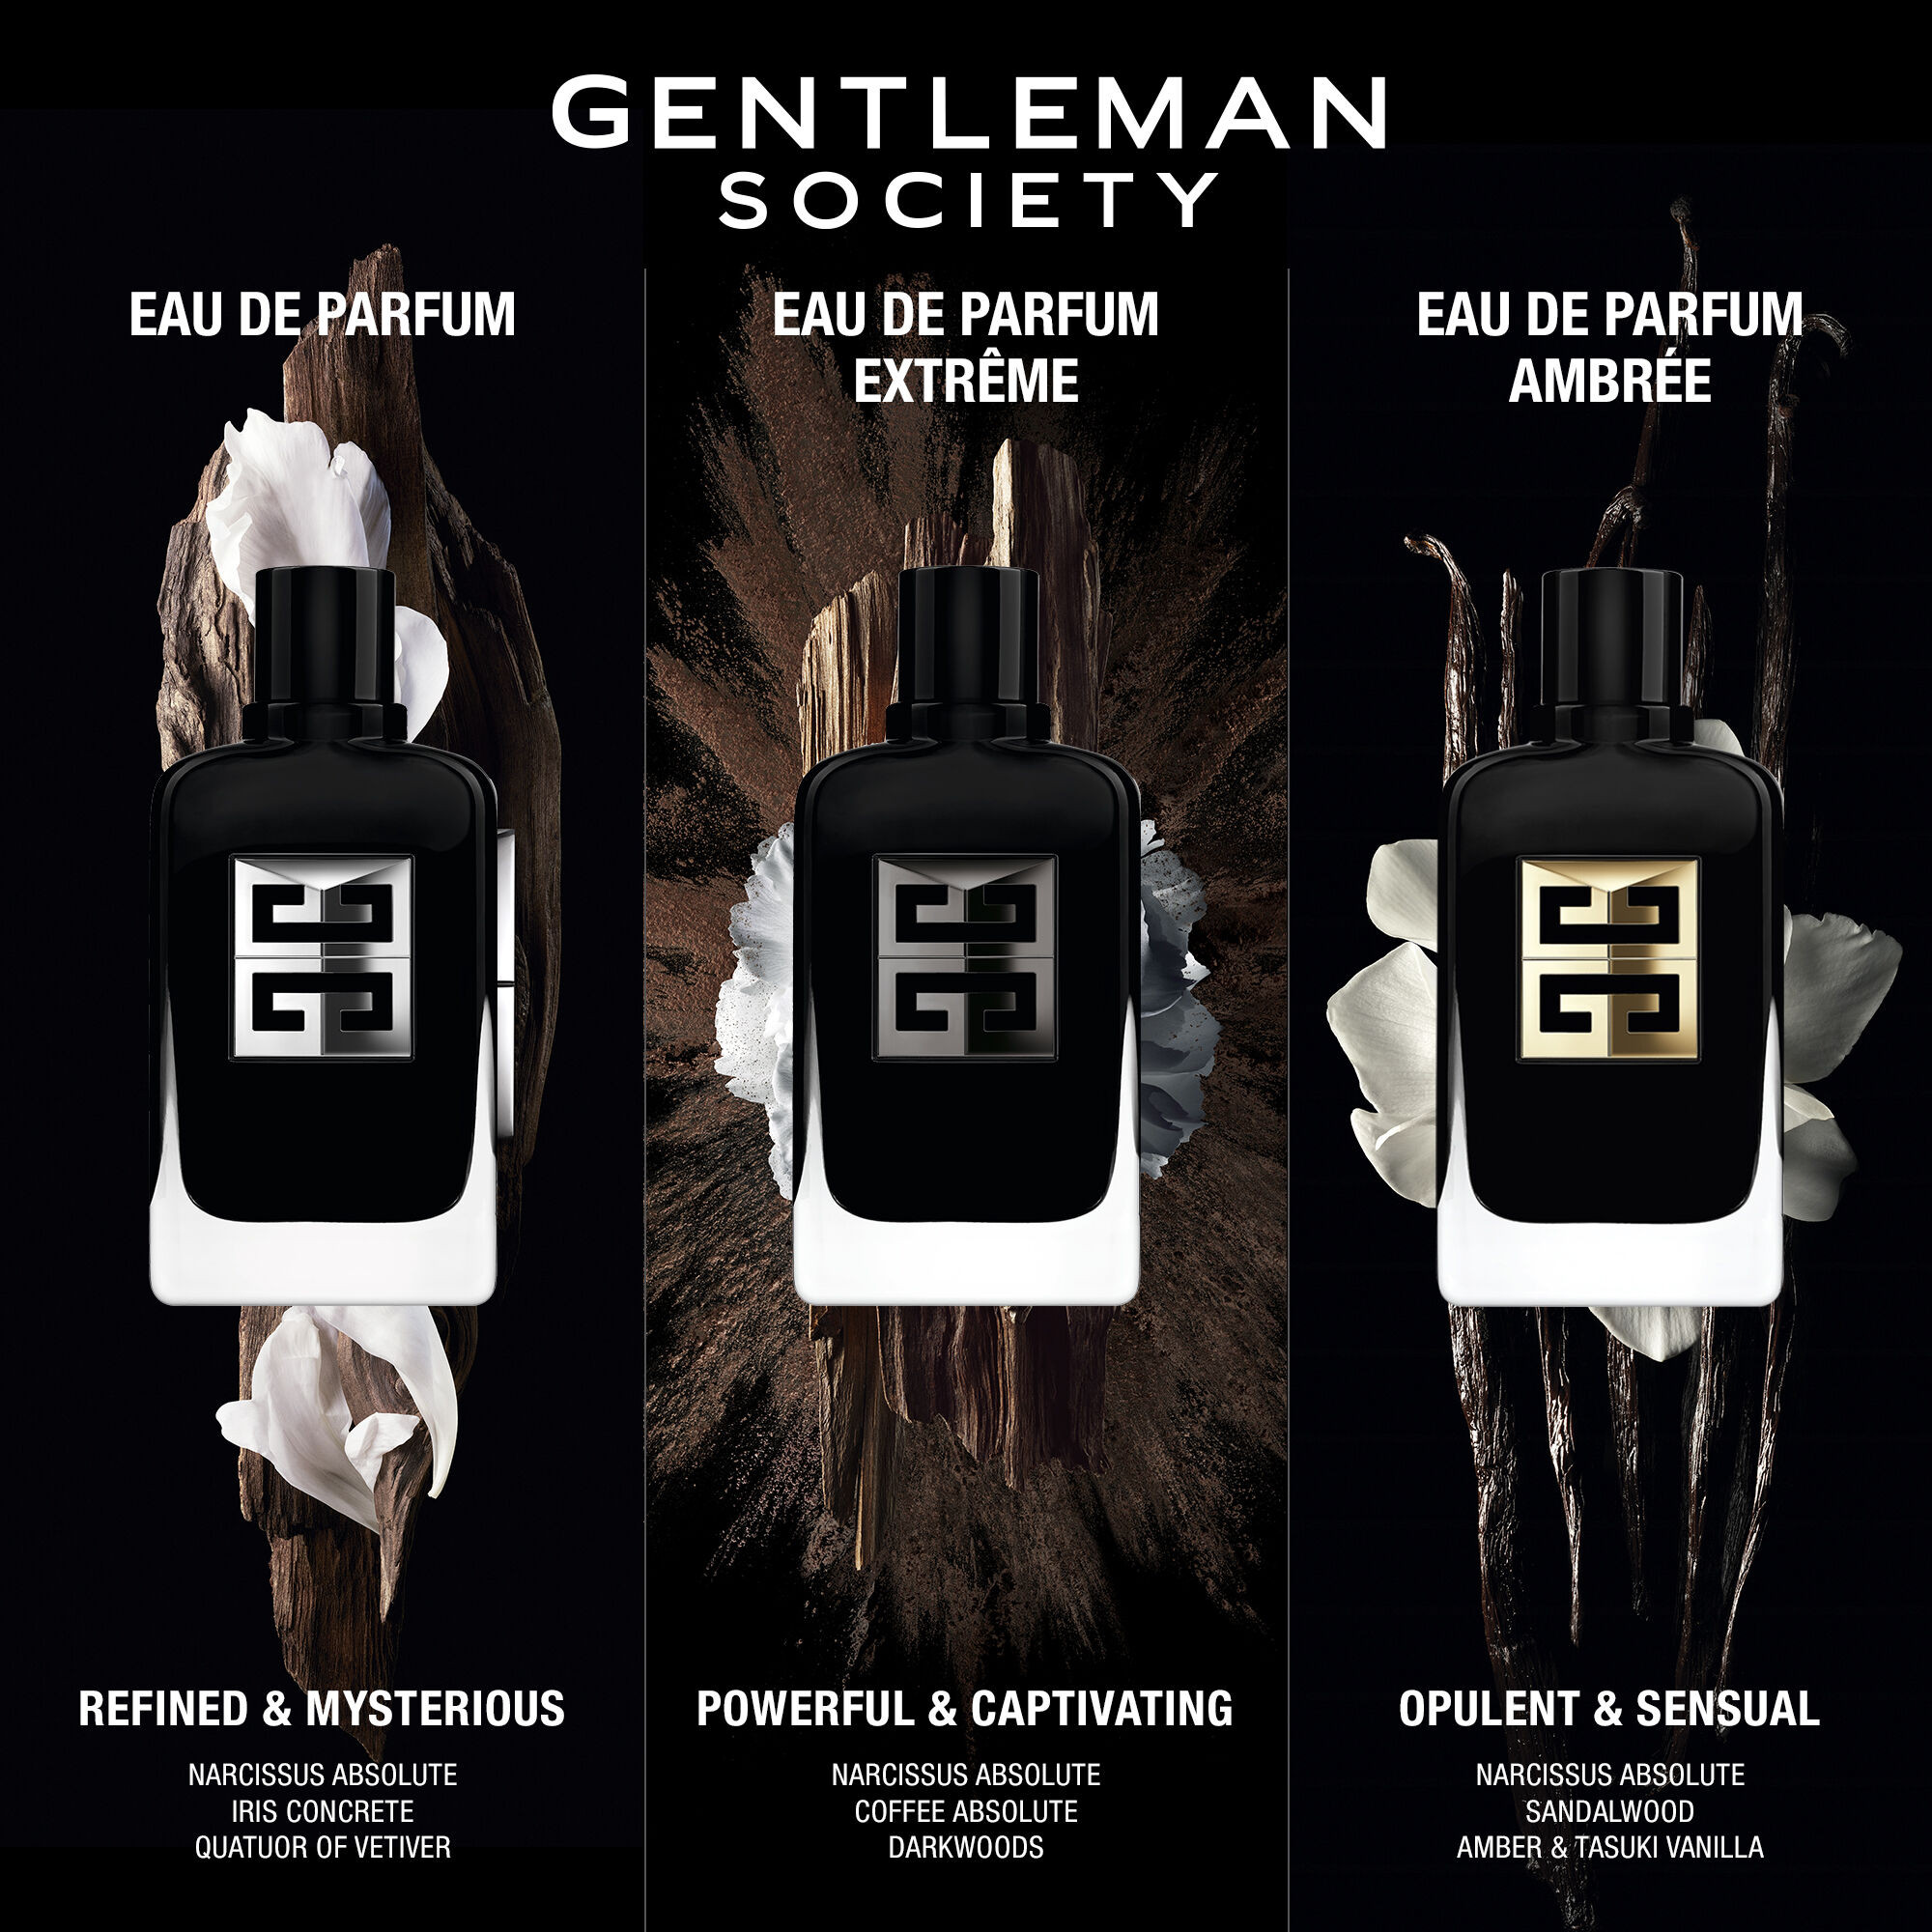 GENTLEMAN
SOCIETY
EAU DE PARFUM
REFINED & MYSTERIOUS
NARCISSUS ABSOLUTE
IRIS CONCRETE
QUATUOR OF VETIVER
EAU DE PARFUM
EXTRÊME
POWERFUL & CAPTIVATING
NARCISSUS ABSOLUTE
COFFEE ABSOLUTE
DARKWOODS
EAU DE PARFUM
AMBRÉE
OPULENT & SENSUAL
NARCISSUS ABSOLUTE
SANDALWOOD
AMBER & TASUKI VANILLA